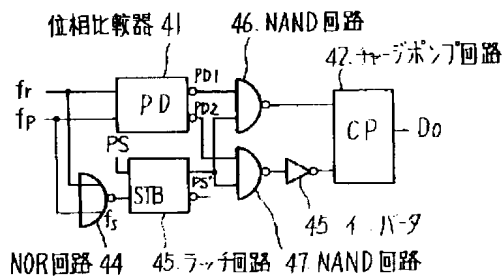 位相比較器 41
46. NAND回路
42. チャージポンプ回路
fr
fp
PD
PD1
PD2
CP
Do
PS
STB
PS'
fs
45 イ バータ
NOR回路 44
45. ラッチ回路
47. NAND回路